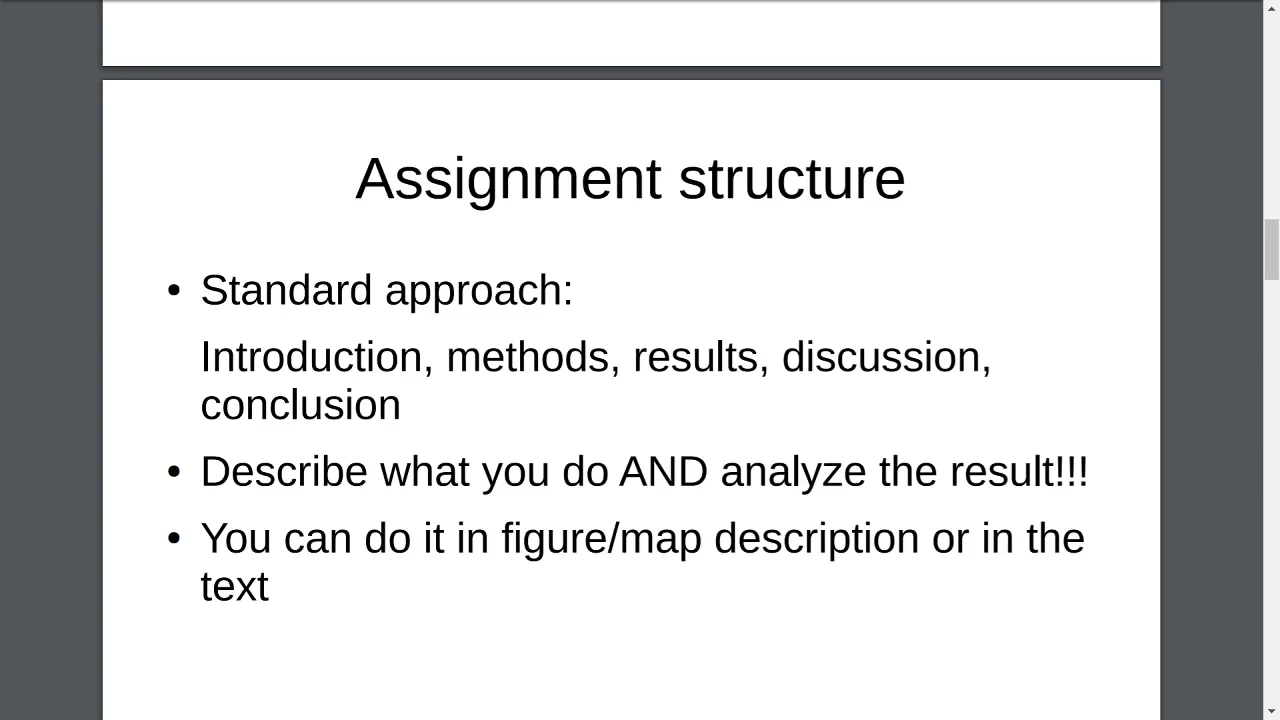 Assignment structure
• Standard approach:
Introduction, methods, results, discussion,
conclusion
• Describe what you do AND analyze the result!!!
• You can do it in figure/map description or in the
text